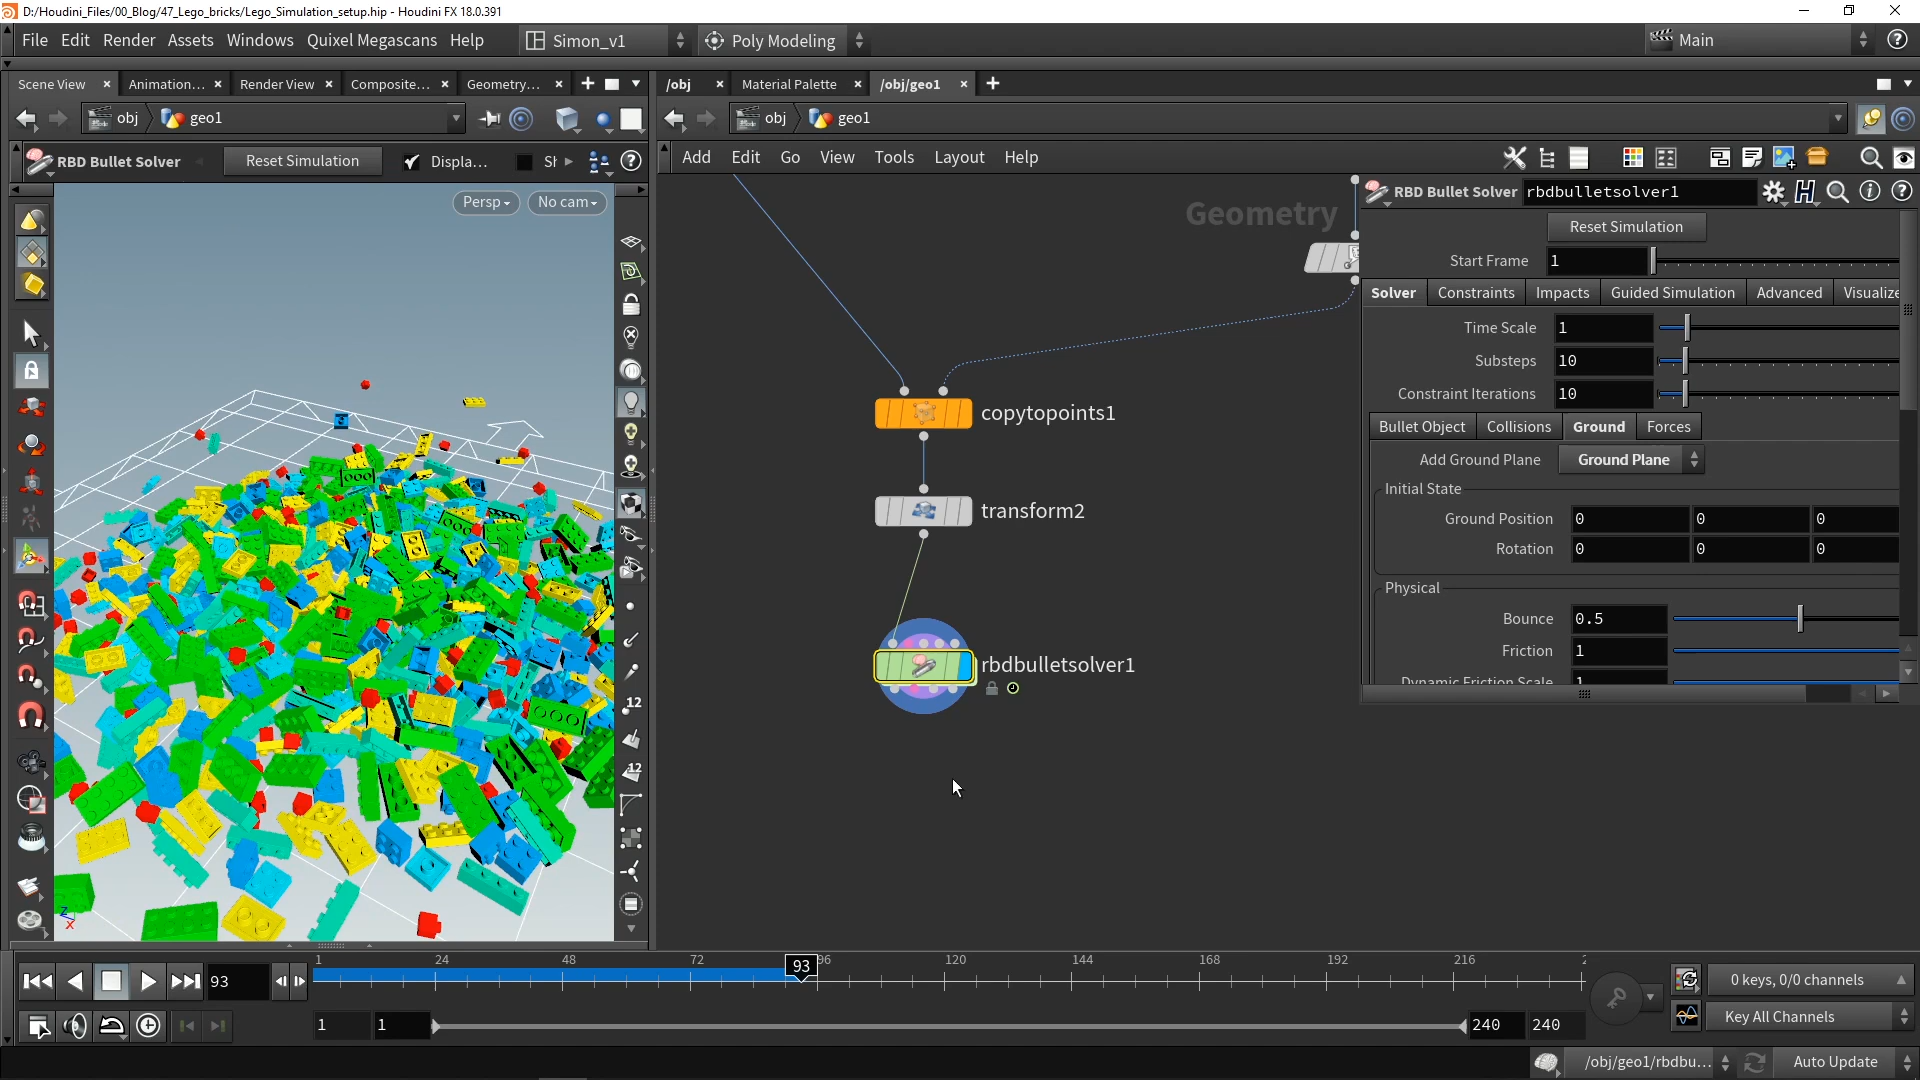 D:/Houdini_Files/00_Blog/47_Lego_bricks/Lego_Simulation_setup.hip - Houdini FX 18.0.391
File Edit Render Assets Windows Quixel Megascans Help Simon_v1 Poly Modeling Main
Scene View Animation... Render View Composite... Geometry...
/obj Material Palette /obj/geo1
obj geo1
obj geo1
RBD Bullet Solver Reset Simulation Displa...
Add Edit Go View Tools Layout Help
Persp No cam
Geometry
copytopoints1
transform2
rbdbulletsolver1
12
12
z
x
RBD Bullet Solver rbdbulletsolver1
Reset Simulation
Start Frame 1
Solver Constraints Impacts Guided Simulation Advanced Visualize
Time Scale 1
Substeps 10
Constraint Iterations 10
Bullet Object Collisions Ground Forces
Add Ground Plane Ground Plane
Initial State
Ground Position 0 0 0
Rotation 0 0 0
Physical
Bounce 0.5
Friction 1
Dynamic Friction Scale 1
93 1 24 48 72 93 96 120 144 168 192 216
0 keys, 0/0 channels
1 1 240 240 Key All Channels
/obj/geo1/rbdbu... Auto Update